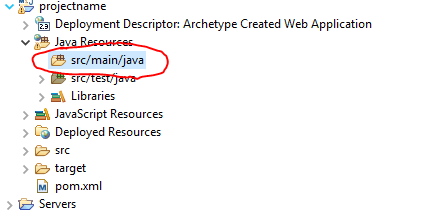 projectname
Deployment Descriptor: Archetype Created Web Application
Java Resources
src/main/java
src/test/java
Libraries
JavaScript Resources
Deployed Resources
src
target
pom.xml
Servers